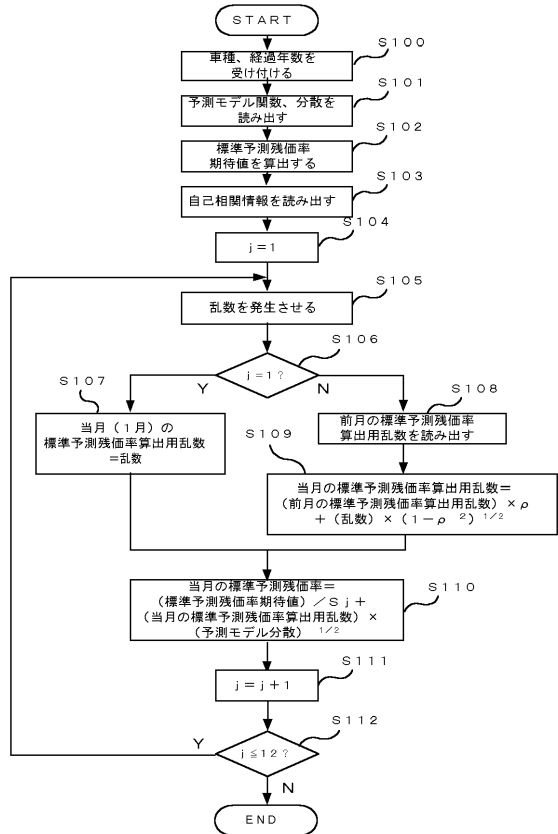 START
S100
車種、経過年数を
受け付ける
S101
予測モデル関数、分散を
読み出す
S102
標準予測残価率
期待値を算出する
S103
自己相関情報を読み出す
S104
j=1
S105
乱数を発生させる
S106
j=1?
Y
N
S107
当月(1月)の
標準予測残価率算出用乱数
=乱数
S108
前月の標準予測残価率
算出用乱数を読み出す
S109
当月の標準予測残価率算出用乱数=
(前月の標準予測残価率算出用乱数)×ρ
+(乱数)×(1-ρ 2) 1/2
S110
当月の標準予測残価率=
(標準予測残価率期待値)/Sj+
(当月の標準予測残価率算出用乱数)×
(予測モデル分散) 1/2
S111
j=j+1
S112
j≦12?
Y
N
END